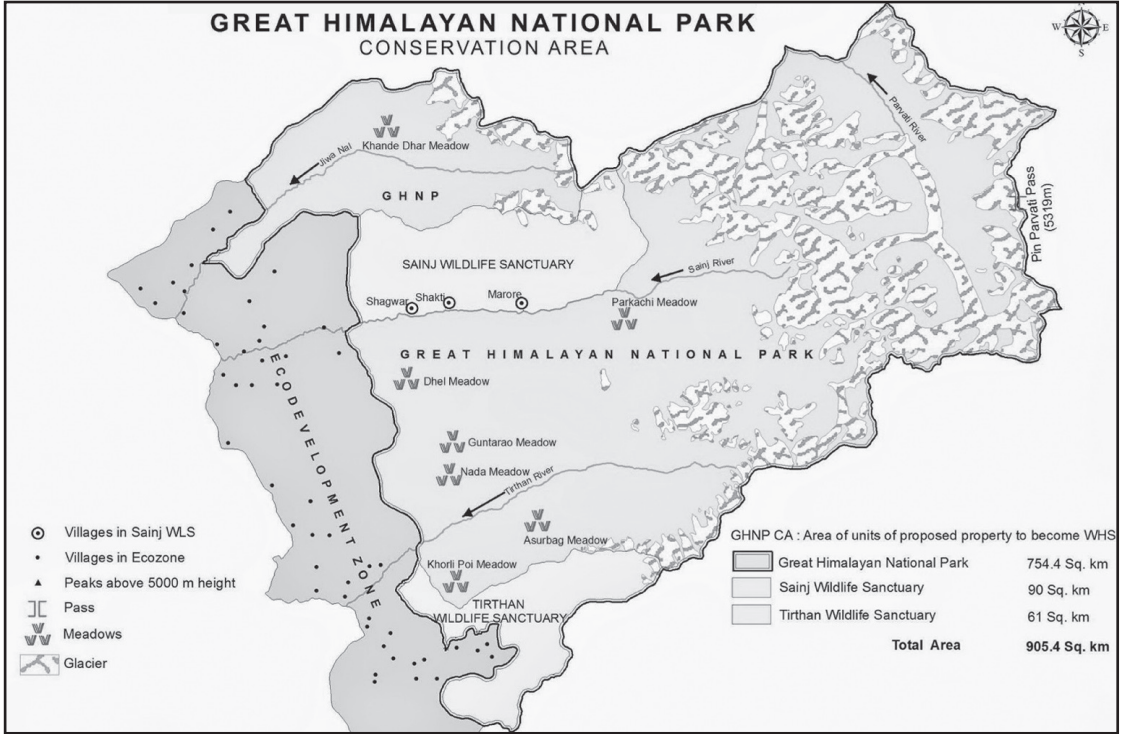 GREAT HIMALAYAN NATIONAL PARK
CONSERVATION AREA
N
W E
S
Parvati River
Khande Dhar Meadow
Jiwa Nal
GHNP
Pin Parvati Pass
(5319m)
SAINJ WILDLIFE SANCTUARY
Sainj River
Shagwar
Shakti
Marore
Parkachi Meadow
GREAT HIMALAYAN NATIONAL PARK
Dhel Meadow
ECODEVELOPMENT ZONE
Guntarao Meadow
Nada Meadow
Tirthan River
Asurbag Meadow
Khorli Poi Meadow
TIRTHAN
WILDLIFE SANCTUARY
Villages in Sainj WLS
Villages in Ecozone
Peaks above 5000 m height
Pass
Meadows
Glacier
GHNP CA : Area of units of proposed property to become WHS
Great Himalayan National Park 754.4 Sq. km
Sainj Wildlife Sanctuary 90 Sq. km
Tirthan Wildlife Sanctuary 61 Sq. km
Total Area 905.4 Sq. km